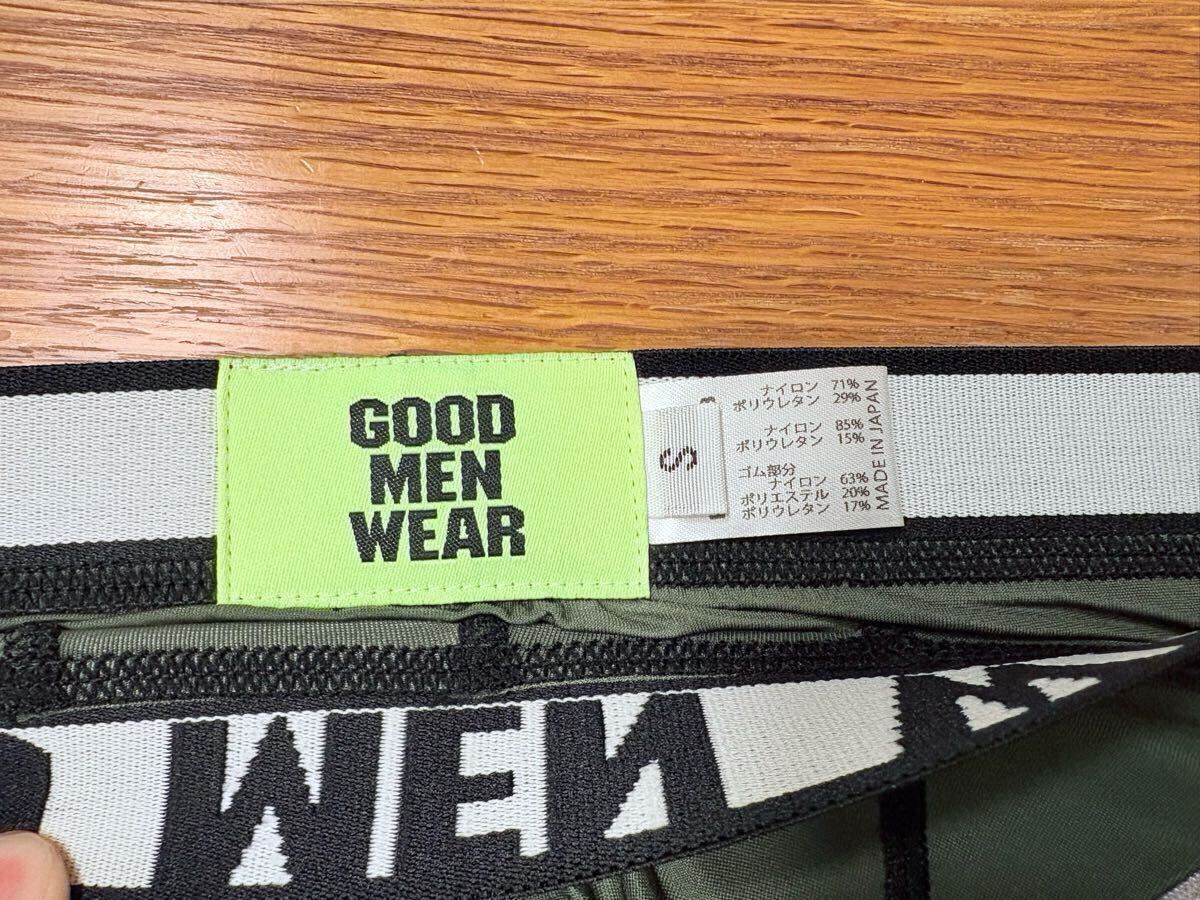 GOOD
MEN
WEAR
S
ナイロン 71%
ポリウレタン 29%
ナイロン 85%
ポリウレタン 15%
ゴム部分
ナイロン 63%
ポリエステル 20%
ポリウレタン 17%
MADE IN JAPAN
MEN